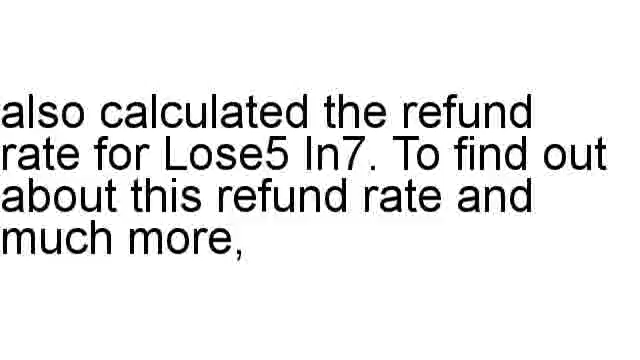 also calculated the refund
rate for Lose5 In7. To find out
about this refund rate and
much more,